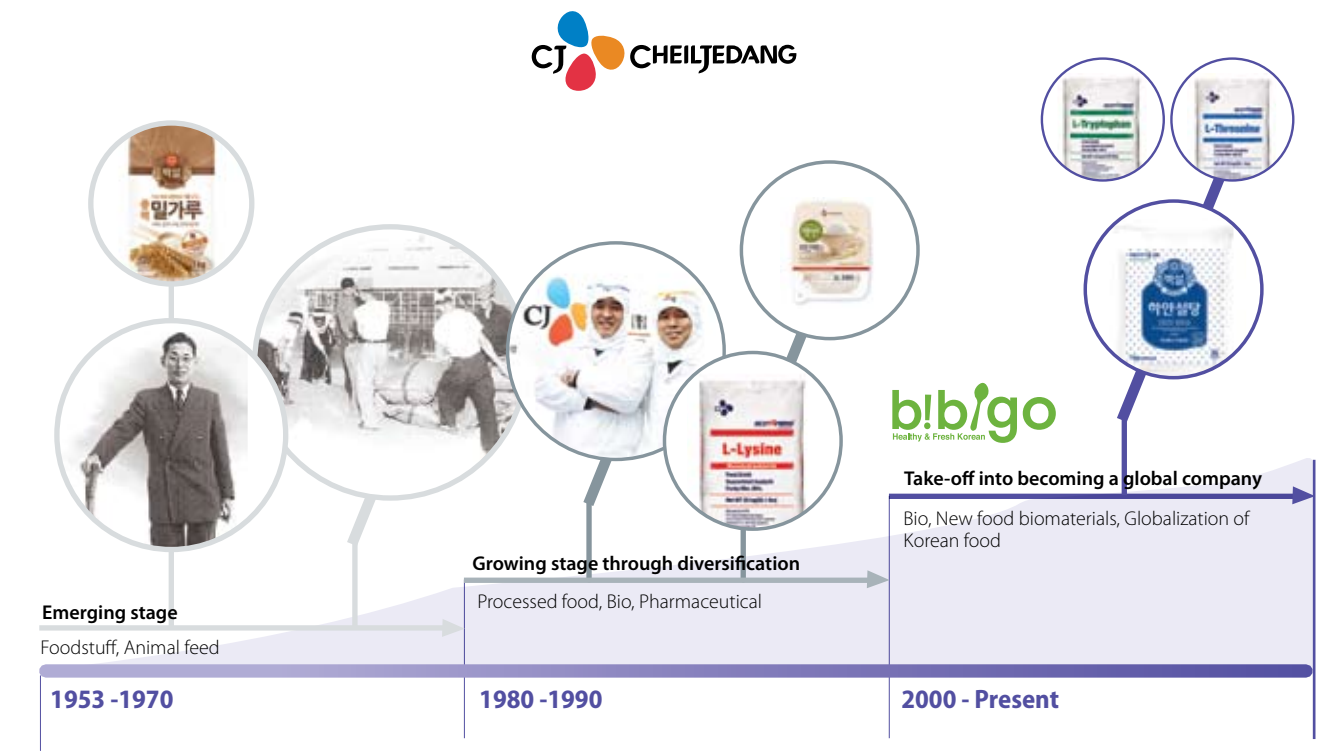 CJ CHEILJEDANG
밀가루
L-Tryptophan
L-Threonine
하얀설탕
CJ
L-Lysine
bibigo
Healthy & Fresh Korean
Take-off into becoming a global company
Bio, New food biomaterials, Globalization of
Korean food
Growing stage through diversification
Processed food, Bio, Pharmaceutical
Emerging stage
Foodstuff, Animal feed
1953 -1970
1980 -1990
2000 - Present